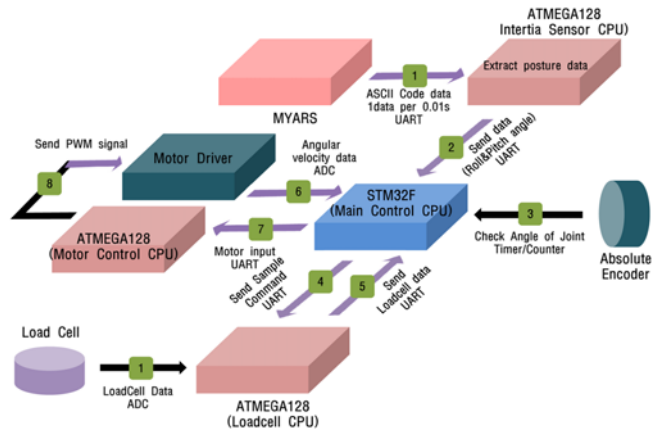 ATMEGA128
Intertia Sensor CPU)
Extract posture data
1
ASCII Code data
1data per 0.01s
UART
MYARS
Send PWM signal
Motor Driver
Angular
velocity data
ADC
2
Send data
(Roll&Pitch angle)
UART
8
6
STM32F
(Main Control CPU)
3
Check Angle of Joint
Timer/Counter
Absolute
Encoder
ATMEGA128
(Motor Control CPU)
7
Motor input
UART
Send Sample
Command
UART
4
5
Send
Loadcell data
UART
Load Cell
1
LoadCell Data
ADC
ATMEGA128
(Loadcell CPU)